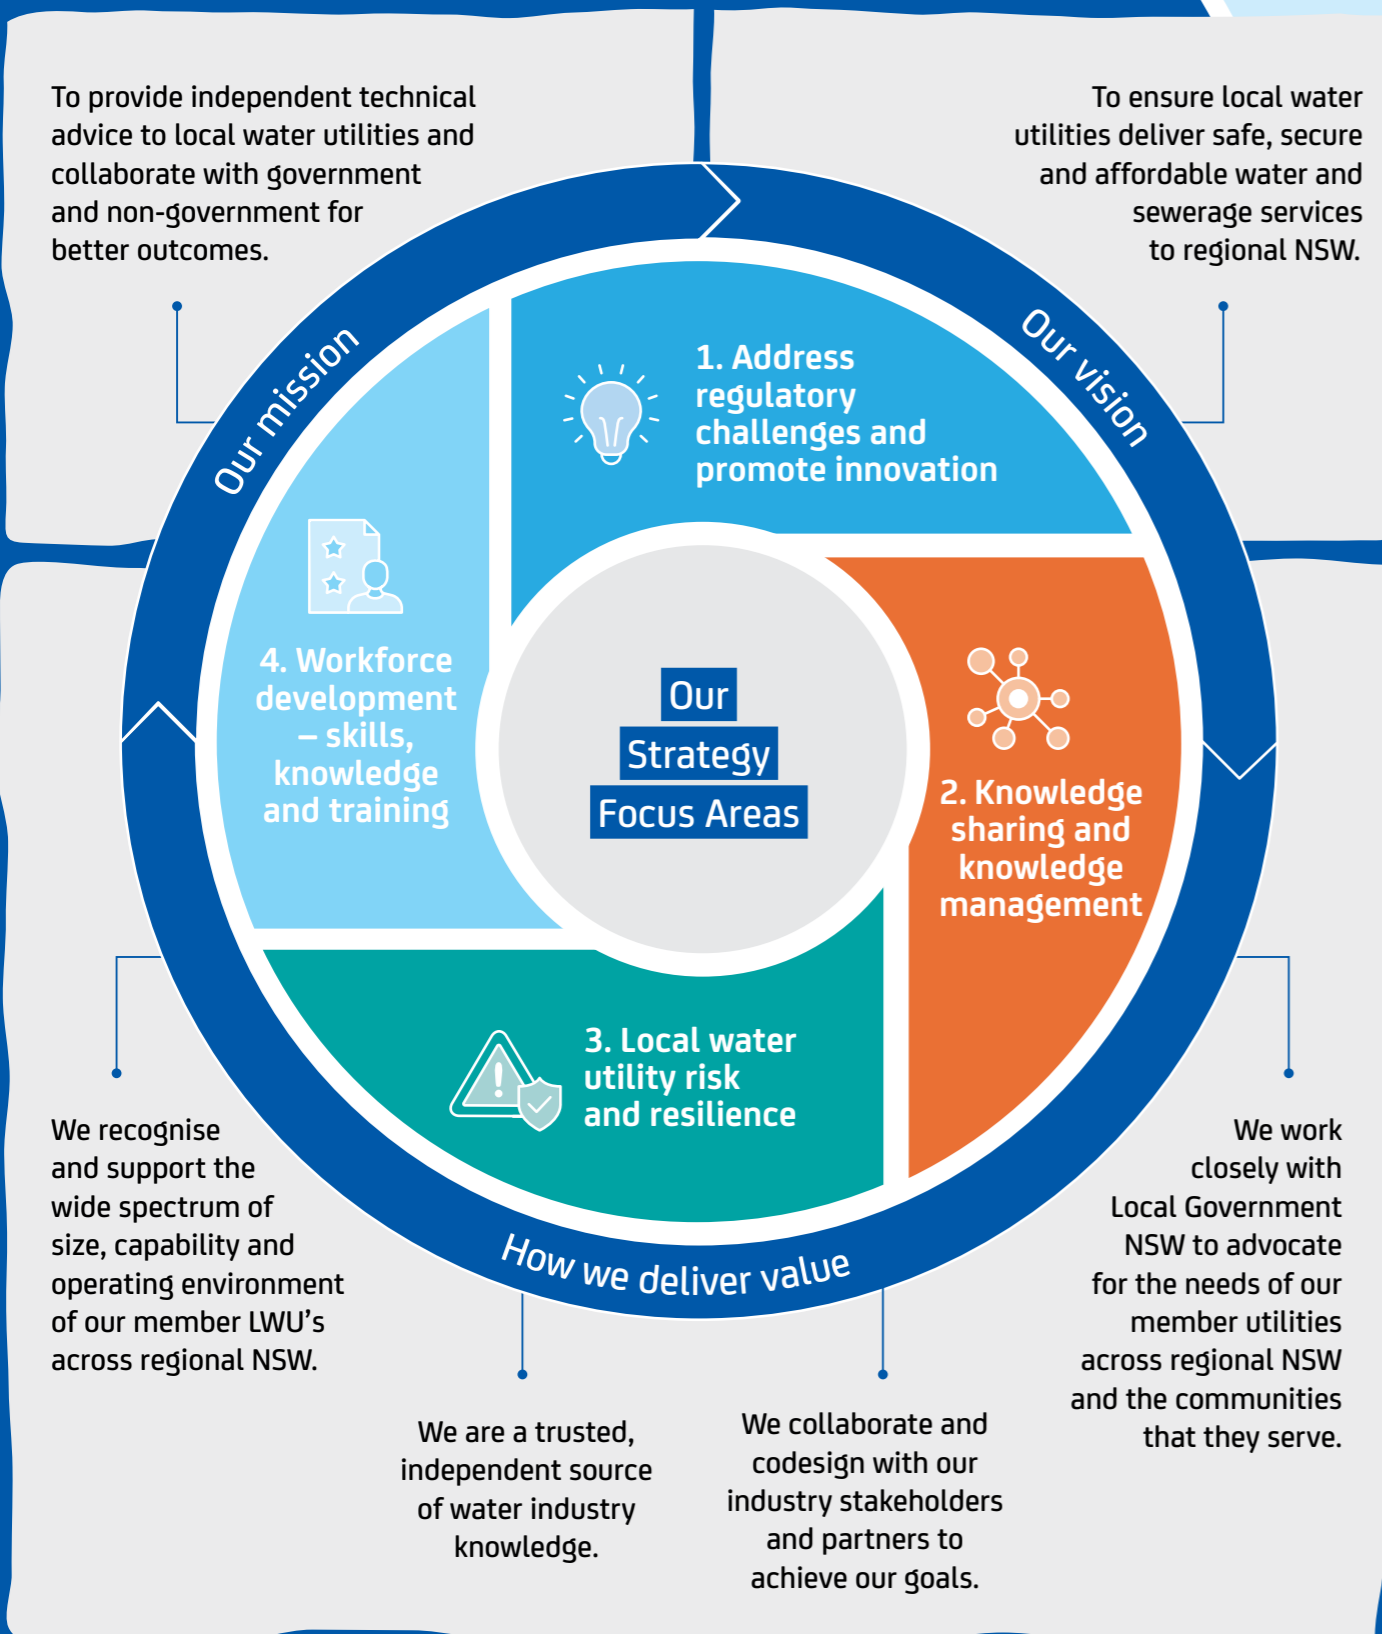 To provide independent technical
advice to local water utilities and
collaborate with government
and non-government for
better outcomes.
To ensure local water
utilities deliver safe, secure
and affordable water and
sewerage services
to regional NSW.
Our mission
Our vision
1. Address
regulatory
challenges and
promote innovation
2. Knowledge
sharing and
knowledge
management
3. Local water
utility risk
and resilience
4. Workforce
development
– skills,
knowledge
and training
Our
Strategy
Focus Areas
How we deliver value
We recognise
and support the
wide spectrum of
size, capability and
operating environment
of our member LWU’s
across regional NSW.
We are a trusted,
independent source
of water industry
knowledge.
We collaborate and
codesign with our
industry stakeholders
and partners to
achieve our goals.
We work
closely with
Local Government
NSW to advocate
for the needs of our
member utilities
across regional NSW
and the communities
that they serve.